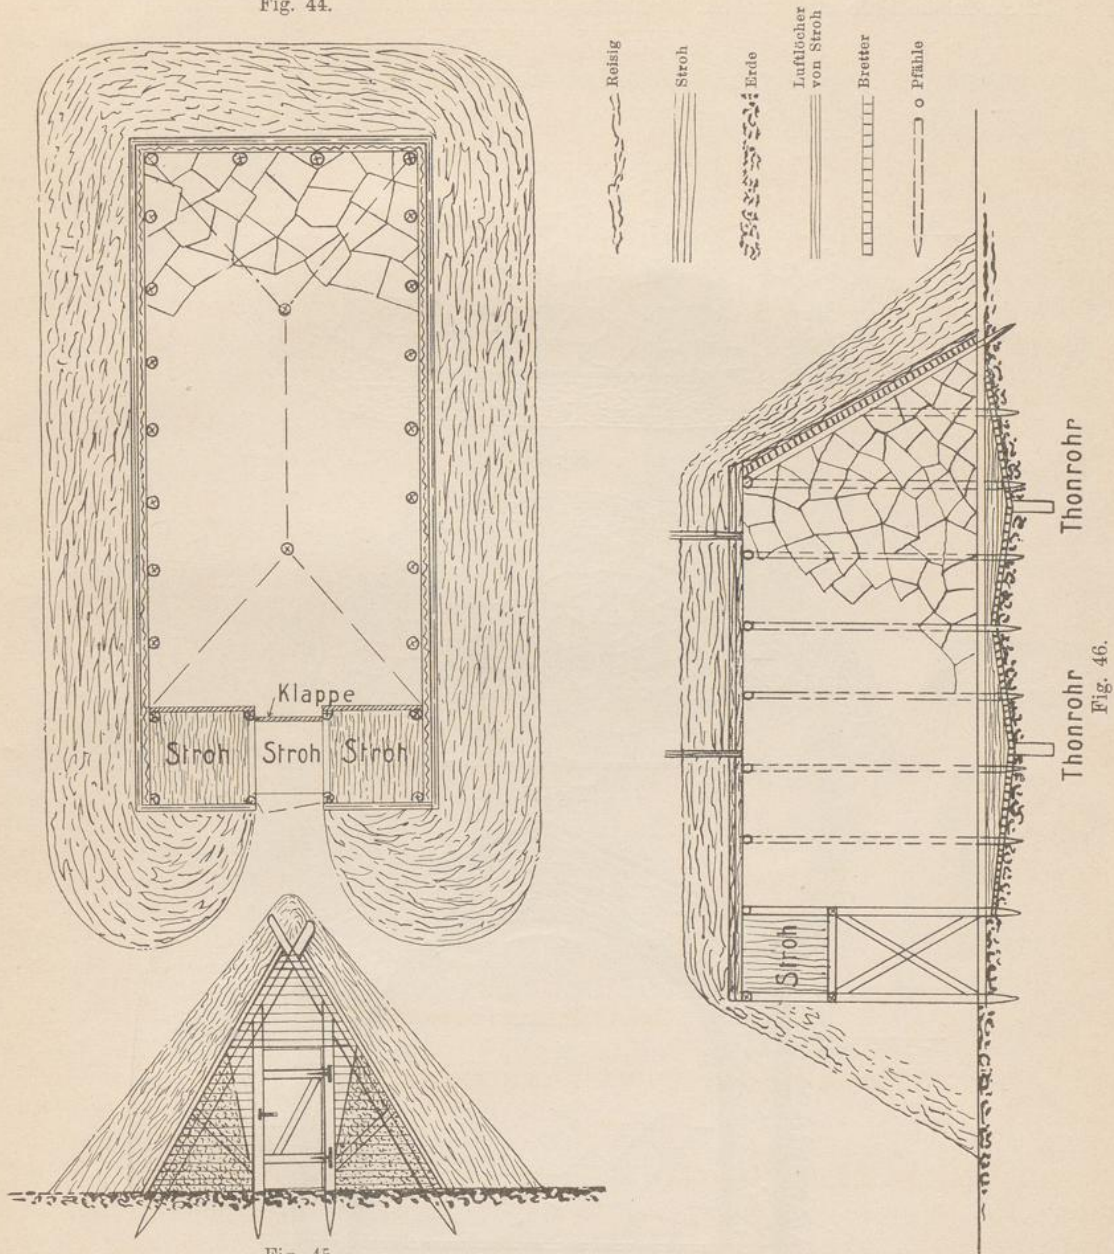 Fig. 44.
Klappe
Stroh
Stroh
Stroh
Reisig
Stroh
Erde
Luftlöcher
von Stroh
Bretter
Pfähle
Stroh
Thonrohr
Thonrohr
Fig. 46.
Fig. 45.